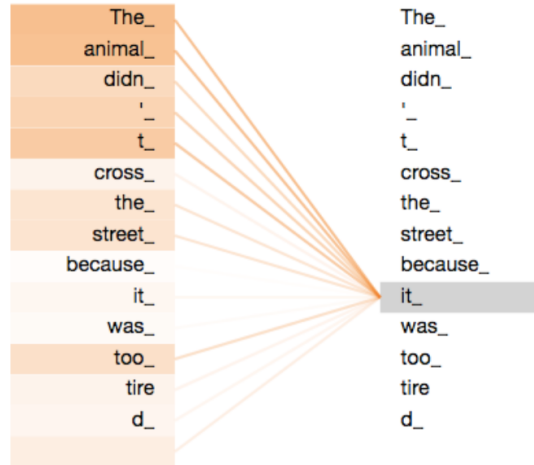 The_ The_
animal_ animal_
didn_ didn_
'_ '_
t_ t_
cross_ cross_
the_ the_
street_ street_
because_ because_
it_ it_
was_ was_
too_ too_
tire tire
d_ d_